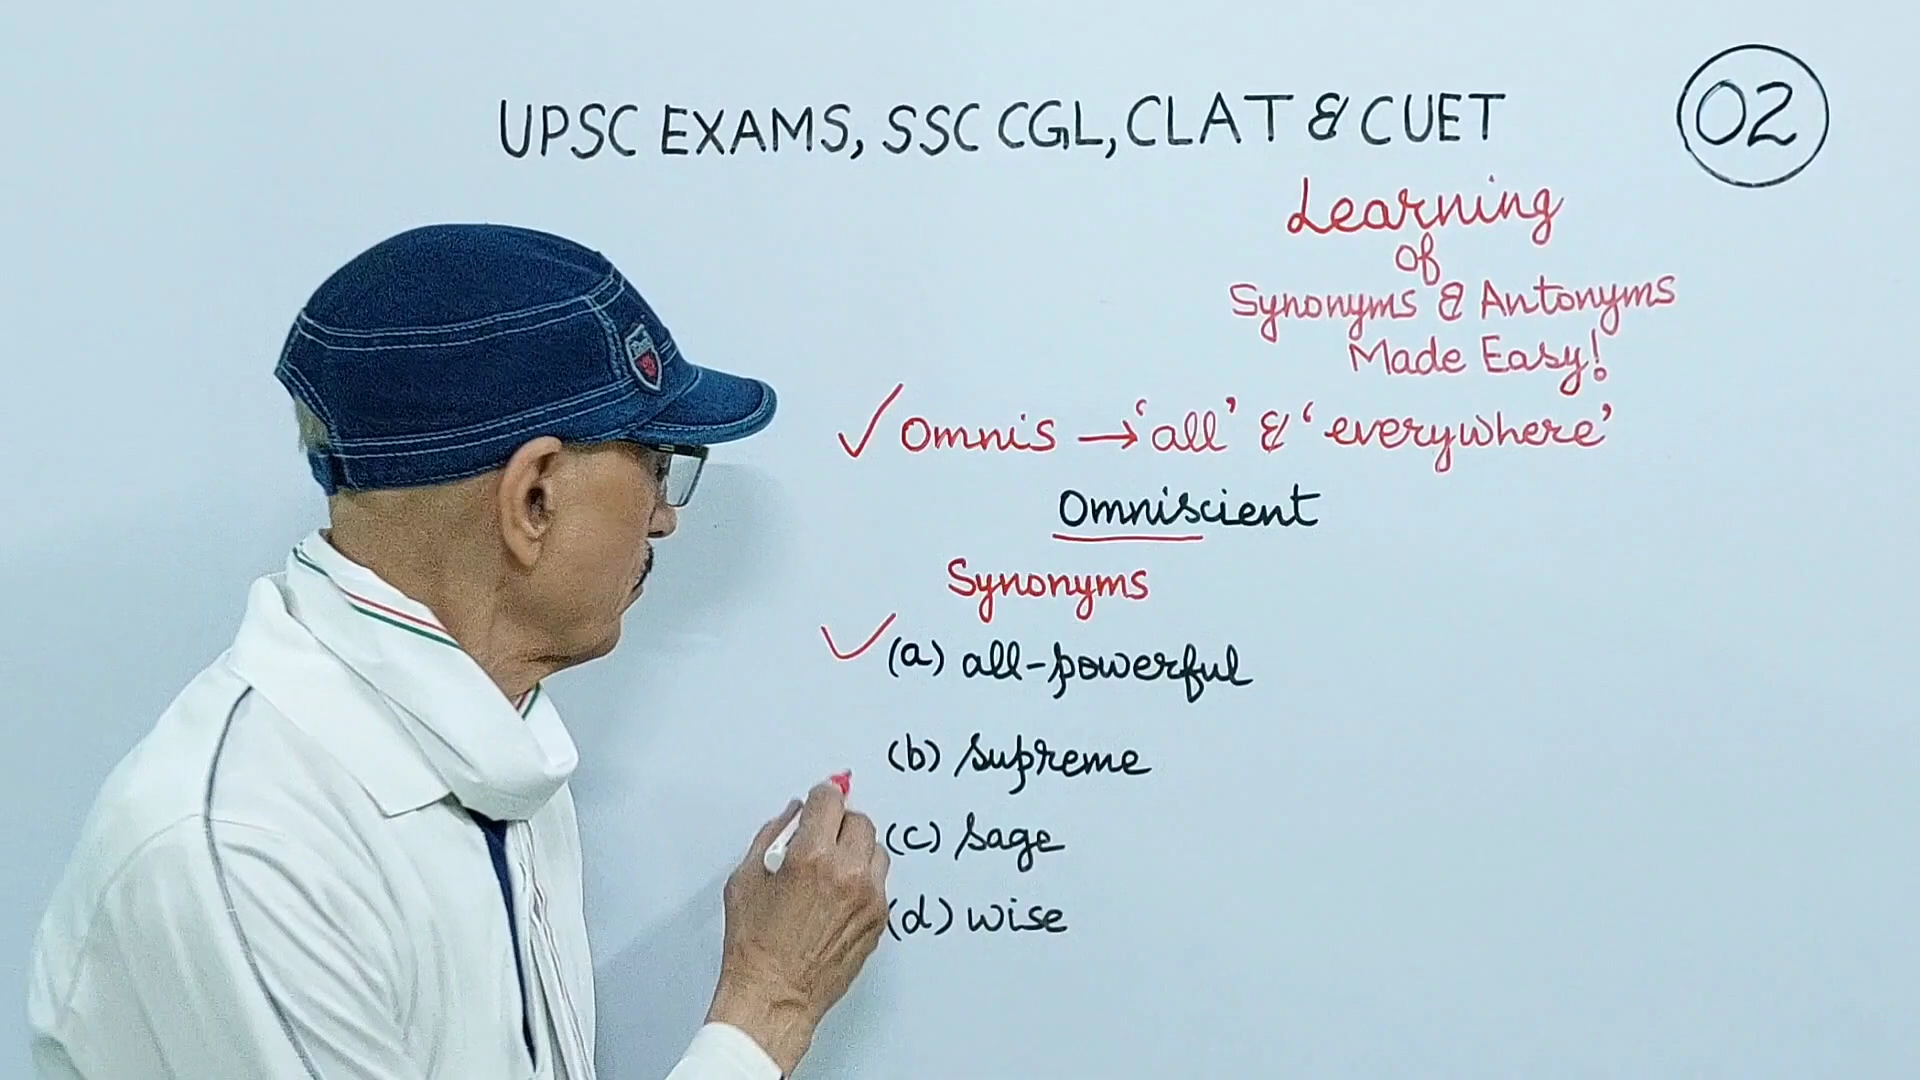 UPSC EXAMS, SSC CGL, CLAT & CUET
02
Learning
of
Synonyms & Antonyms
Made Easy!
Omnis → 'all' & 'everywhere'
Omniscient
Synonyms
(a) all-powerful
(b) supreme
(c) sage
(d) wise